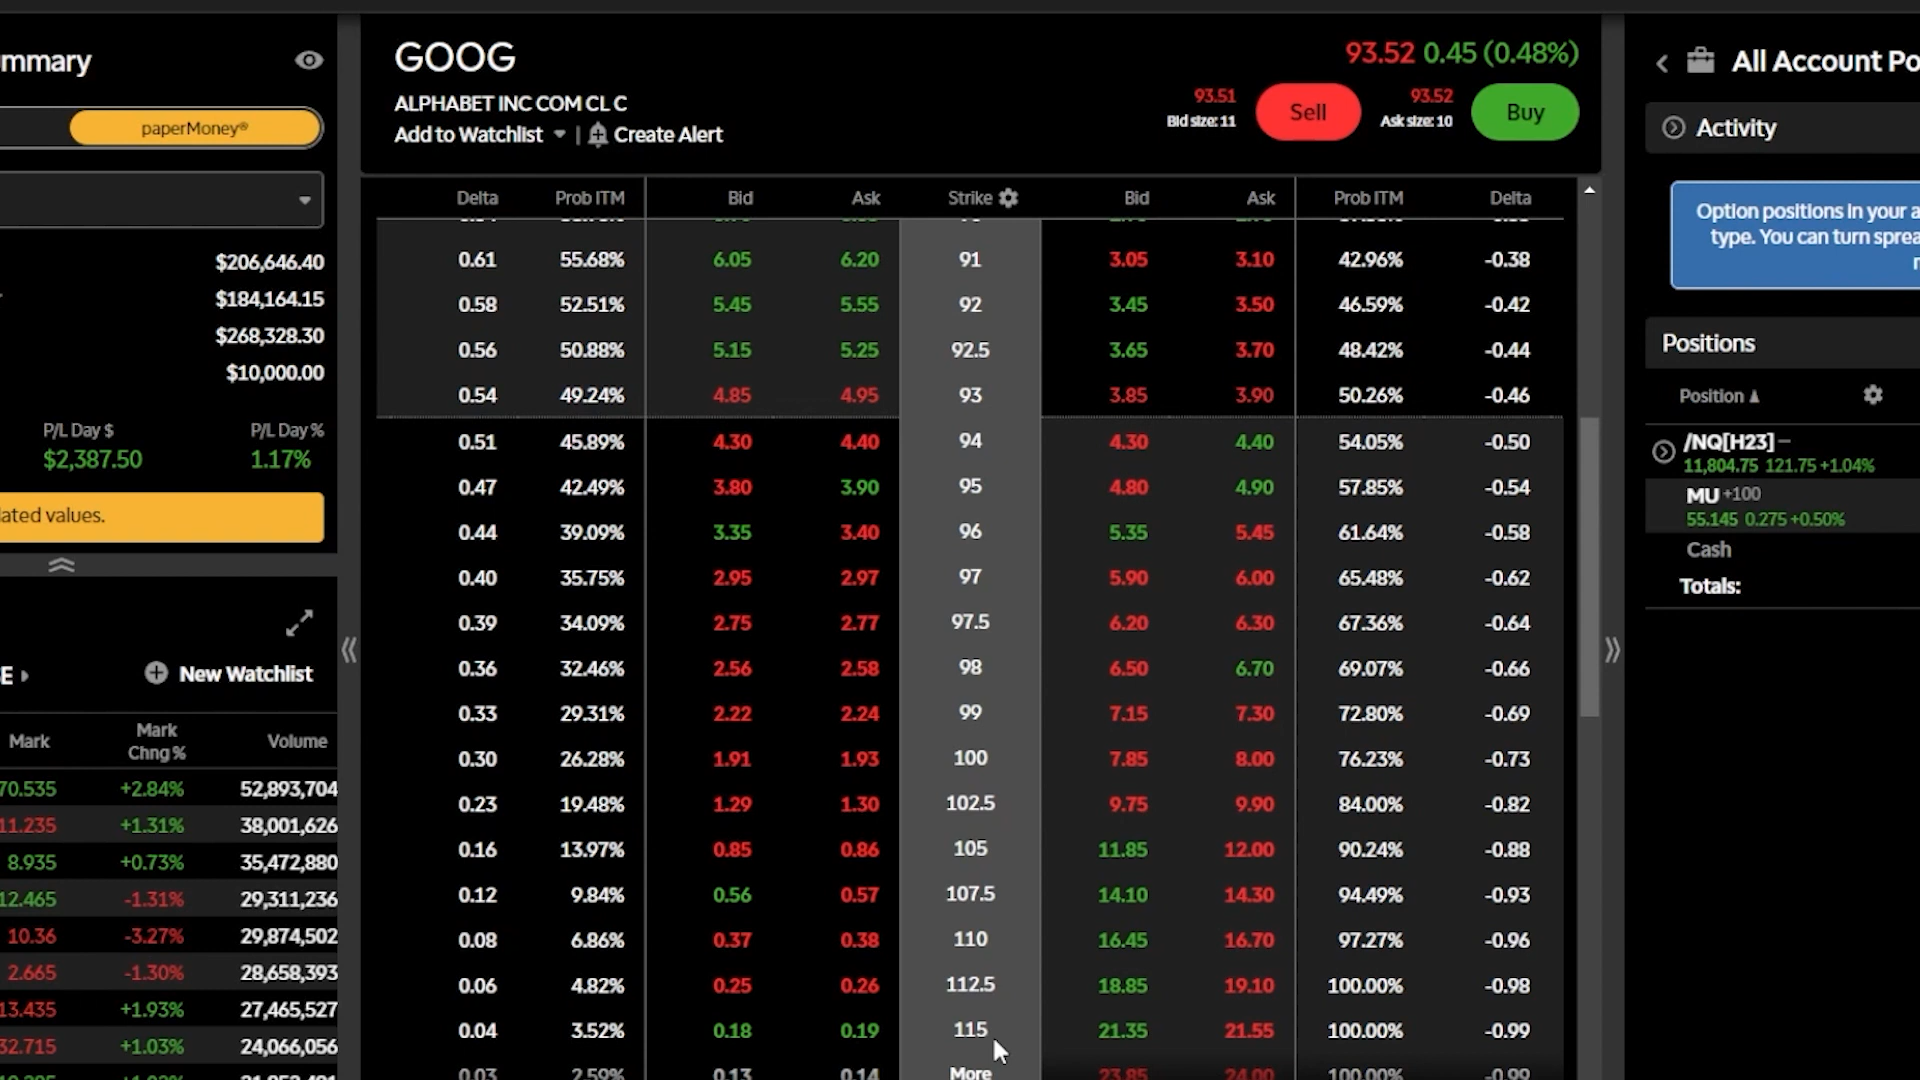 mmary
paperMoney®
$206,646.40
$184,164.15
$268,328.30
$10,000.00
P/L Day $ P/L Day %
$2,387.50 1.17%
ated values.
New Watchlist
Mark Mark Chng % Volume
70.535 +2.84% 52,893,704
11.235 +1.31% 38,001,626
8.935 +0.73% 35,472,880
12.465 -1.31% 29,311,236
10.36 -3.27% 29,874,502
2.665 -1.30% 28,658,393
13.435 +1.93% 27,465,527
32.715 +1.03% 24,066,056
GOOG
93.52 0.45 (0.48%)
ALPHABET INC COM CL C
Add to Watchlist | Create Alert
93.51 Sell 93.52 Buy
Bid size: 11 Ask size: 10
Delta Prob ITM Bid Ask Strike Bid Ask Prob ITM Delta
0.61 55.68% 6.05 6.20 91 3.05 3.10 42.96% -0.38
0.58 52.51% 5.45 5.55 92 3.45 3.50 46.59% -0.42
0.56 50.88% 5.15 5.25 92.5 3.65 3.70 48.42% -0.44
0.54 49.24% 4.85 4.95 93 3.85 3.90 50.26% -0.46
0.51 45.89% 4.30 4.40 94 4.30 4.40 54.05% -0.50
0.47 42.49% 3.80 3.90 95 4.80 4.90 57.85% -0.54
0.44 39.09% 3.35 3.40 96 5.35 5.45 61.64% -0.58
0.40 35.75% 2.95 2.97 97 5.90 6.00 65.48% -0.62
0.39 34.09% 2.75 2.77 97.5 6.20 6.30 67.36% -0.64
0.36 32.46% 2.56 2.58 98 6.50 6.70 69.07% -0.66
0.33 29.31% 2.22 2.24 99 7.15 7.30 72.80% -0.69
0.30 26.28% 1.91 1.93 100 7.85 8.00 76.23% -0.73
0.23 19.48% 1.29 1.30 102.5 9.75 9.90 84.00% -0.82
0.16 13.97% 0.85 0.86 105 11.85 12.00 90.24% -0.88
0.12 9.84% 0.56 0.57 107.5 14.10 14.30 94.49% -0.93
0.08 6.86% 0.37 0.38 110 16.45 16.70 97.27% -0.96
0.06 4.82% 0.25 0.26 112.5 18.85 19.10 100.00% -0.98
0.04 3.52% 0.18 0.19 115 21.35 21.55 100.00% -0.99
0.03 2.59% 0.13 0.14 More 23.85 24.00 100.00% -0.99
All Account Po
Activity
Option positions in your a
type. You can turn sprea
Positions
Position
/NQ[H23] —
11,804.75 121.75 +1.04%
MU +100
55.145 0.275 +0.50%
Cash
Totals: